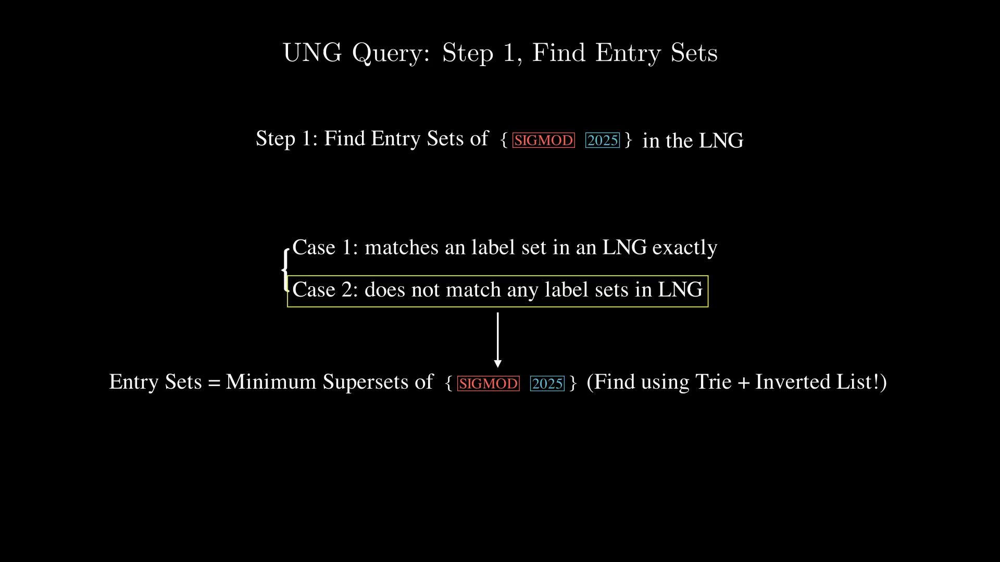 UNG Query: Step 1, Find Entry Sets
Step 1: Find Entry Sets of { SIGMOD 2025 } in the LNG
Case 1: matches an label set in an LNG exactly
Case 2: does not match any label sets in LNG
Entry Sets = Minimum Supersets of { SIGMOD 2025 } (Find using Trie + Inverted List!)